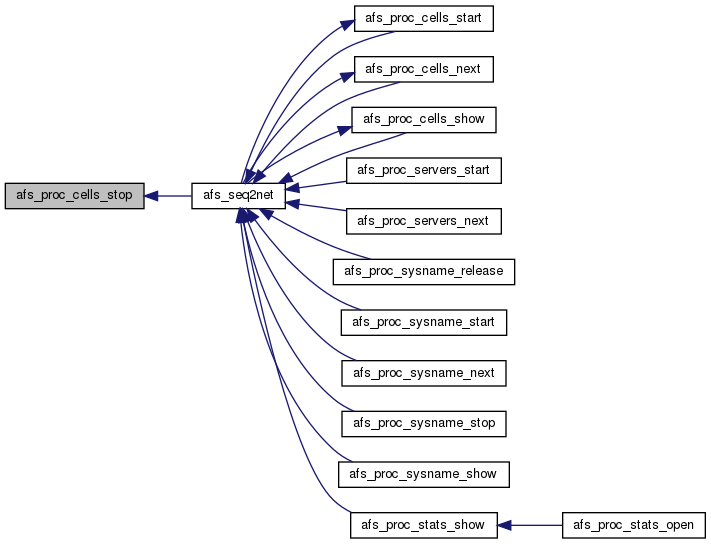 afs_proc_cells_stop
afs_seq2net
afs_proc_cells_start
afs_proc_cells_next
afs_proc_cells_show
afs_proc_servers_start
afs_proc_servers_next
afs_proc_sysname_release
afs_proc_sysname_start
afs_proc_sysname_next
afs_proc_sysname_stop
afs_proc_sysname_show
afs_proc_stats_show
afs_proc_stats_open